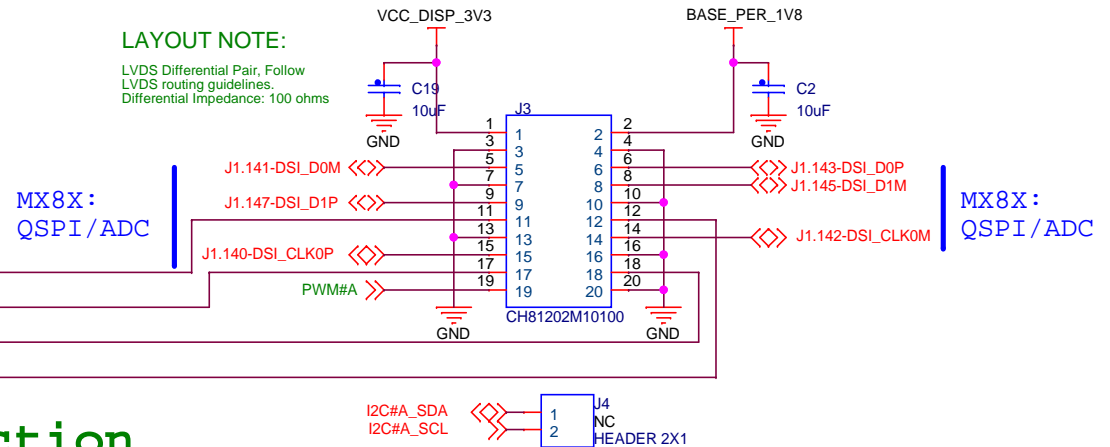 VCC_DISP_3V3
BASE_PER_1V8
LAYOUT NOTE:
LVDS Differential Pair, Follow
LVDS routing guidelines.
Differential Impedance: 100 ohms
C19
10uF
GND
C2
10uF
GND
J3
1 1 2 2
3 3 4 4
J1.141-DSI_D0M 5 5 6 6 J1.143-DSI_D0P
7 7 8 8 J1.145-DSI_D1M
J1.147-DSI_D1P 9 9 10 10
11 11 12 12
13 13 14 14 J1.142-DSI_CLK0M
J1.140-DSI_CLK0P 15 15 16 16
17 17 18 18
PWM#A 19 19 20 20
MX8X:
QSPI/ADC
MX8X:
QSPI/ADC
GND
CH81202M10100
GND
I2C#A_SDA 1
I2C#A_SCL 2
J4
NC
HEADER 2X1